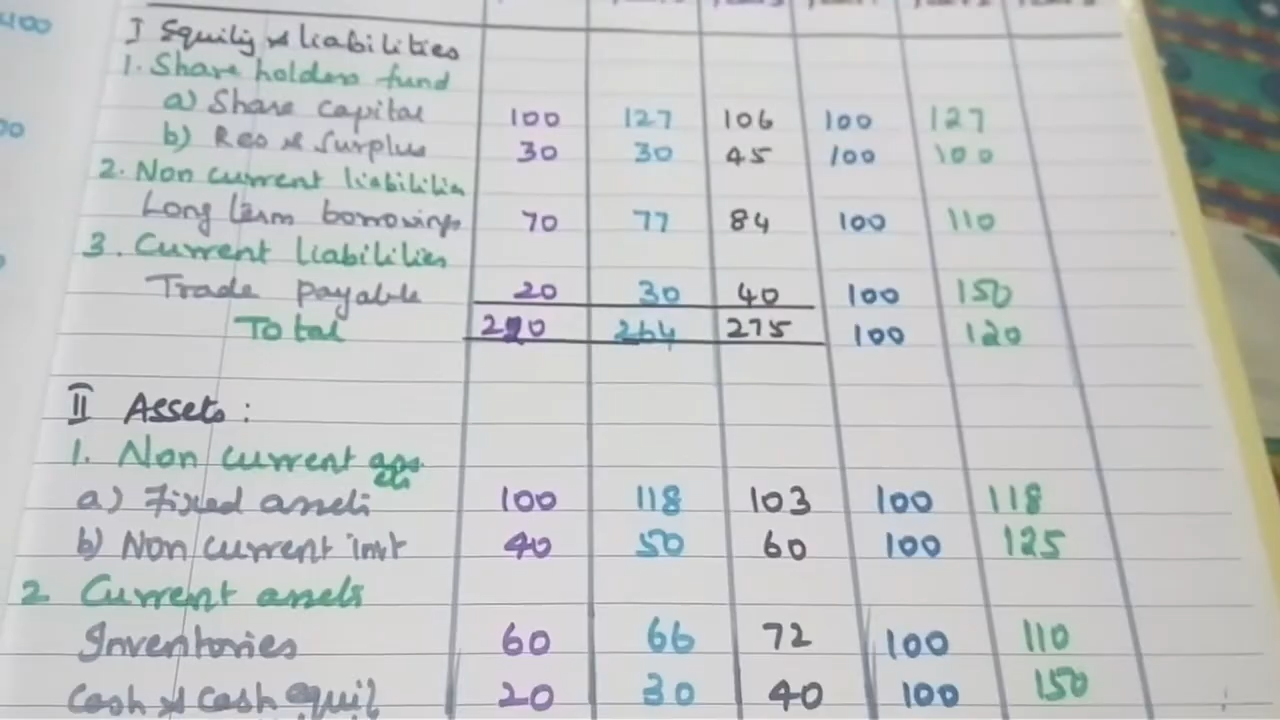 400
I Equity & liabilities
1. Share holders fund
a) Share capital 100 127 106 100 127
b) Res & Surplus 30 30 45 100 100
2. Non current liabilities
Long term borrowings 70 77 84 100 110
3. Current liabilities
Trade payable 20 30 40 100 150
Total 220 264 275 100 120
II Assets:
1. Non current assets
a) Fixed assets 100 118 103 100 118
b) Non current invt 40 50 60 100 125
2 Current assets
Inventories 60 66 72 100 110
Cash & cash equil 20 30 40 100 150